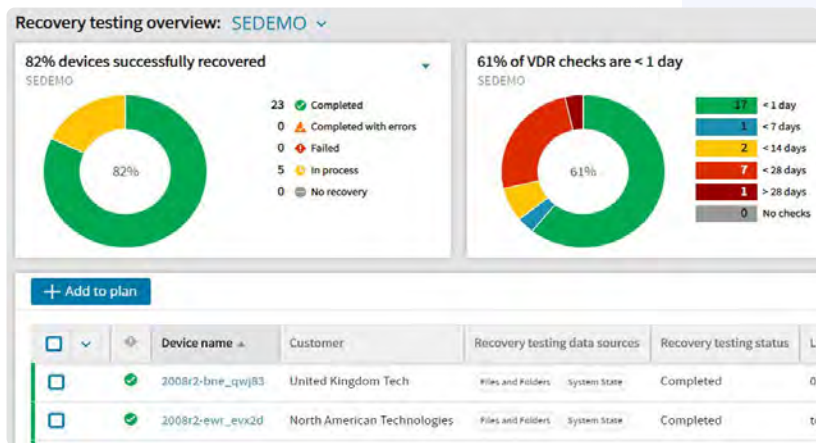 Recovery testing overview: SEDEMO
82% devices successfully recovered
SEDEMO
82%
23 Completed
0 Completed with errors
0 Failed
5 In process
0 No recovery
61% of VDR checks are < 1 day
SEDEMO
61%
17 < 1 day
1 < 7 days
2 < 14 days
7 < 28 days
1 > 28 days
0 No checks
+ Add to plan
Device name Customer Recovery testing data sources Recovery testing status L
2008r2-bne_qwj83 United Kingdom Tech Files and Folders System State Completed 0
2008r2-ewr_evx2d North American Technologies Files and Folders System State Completed t